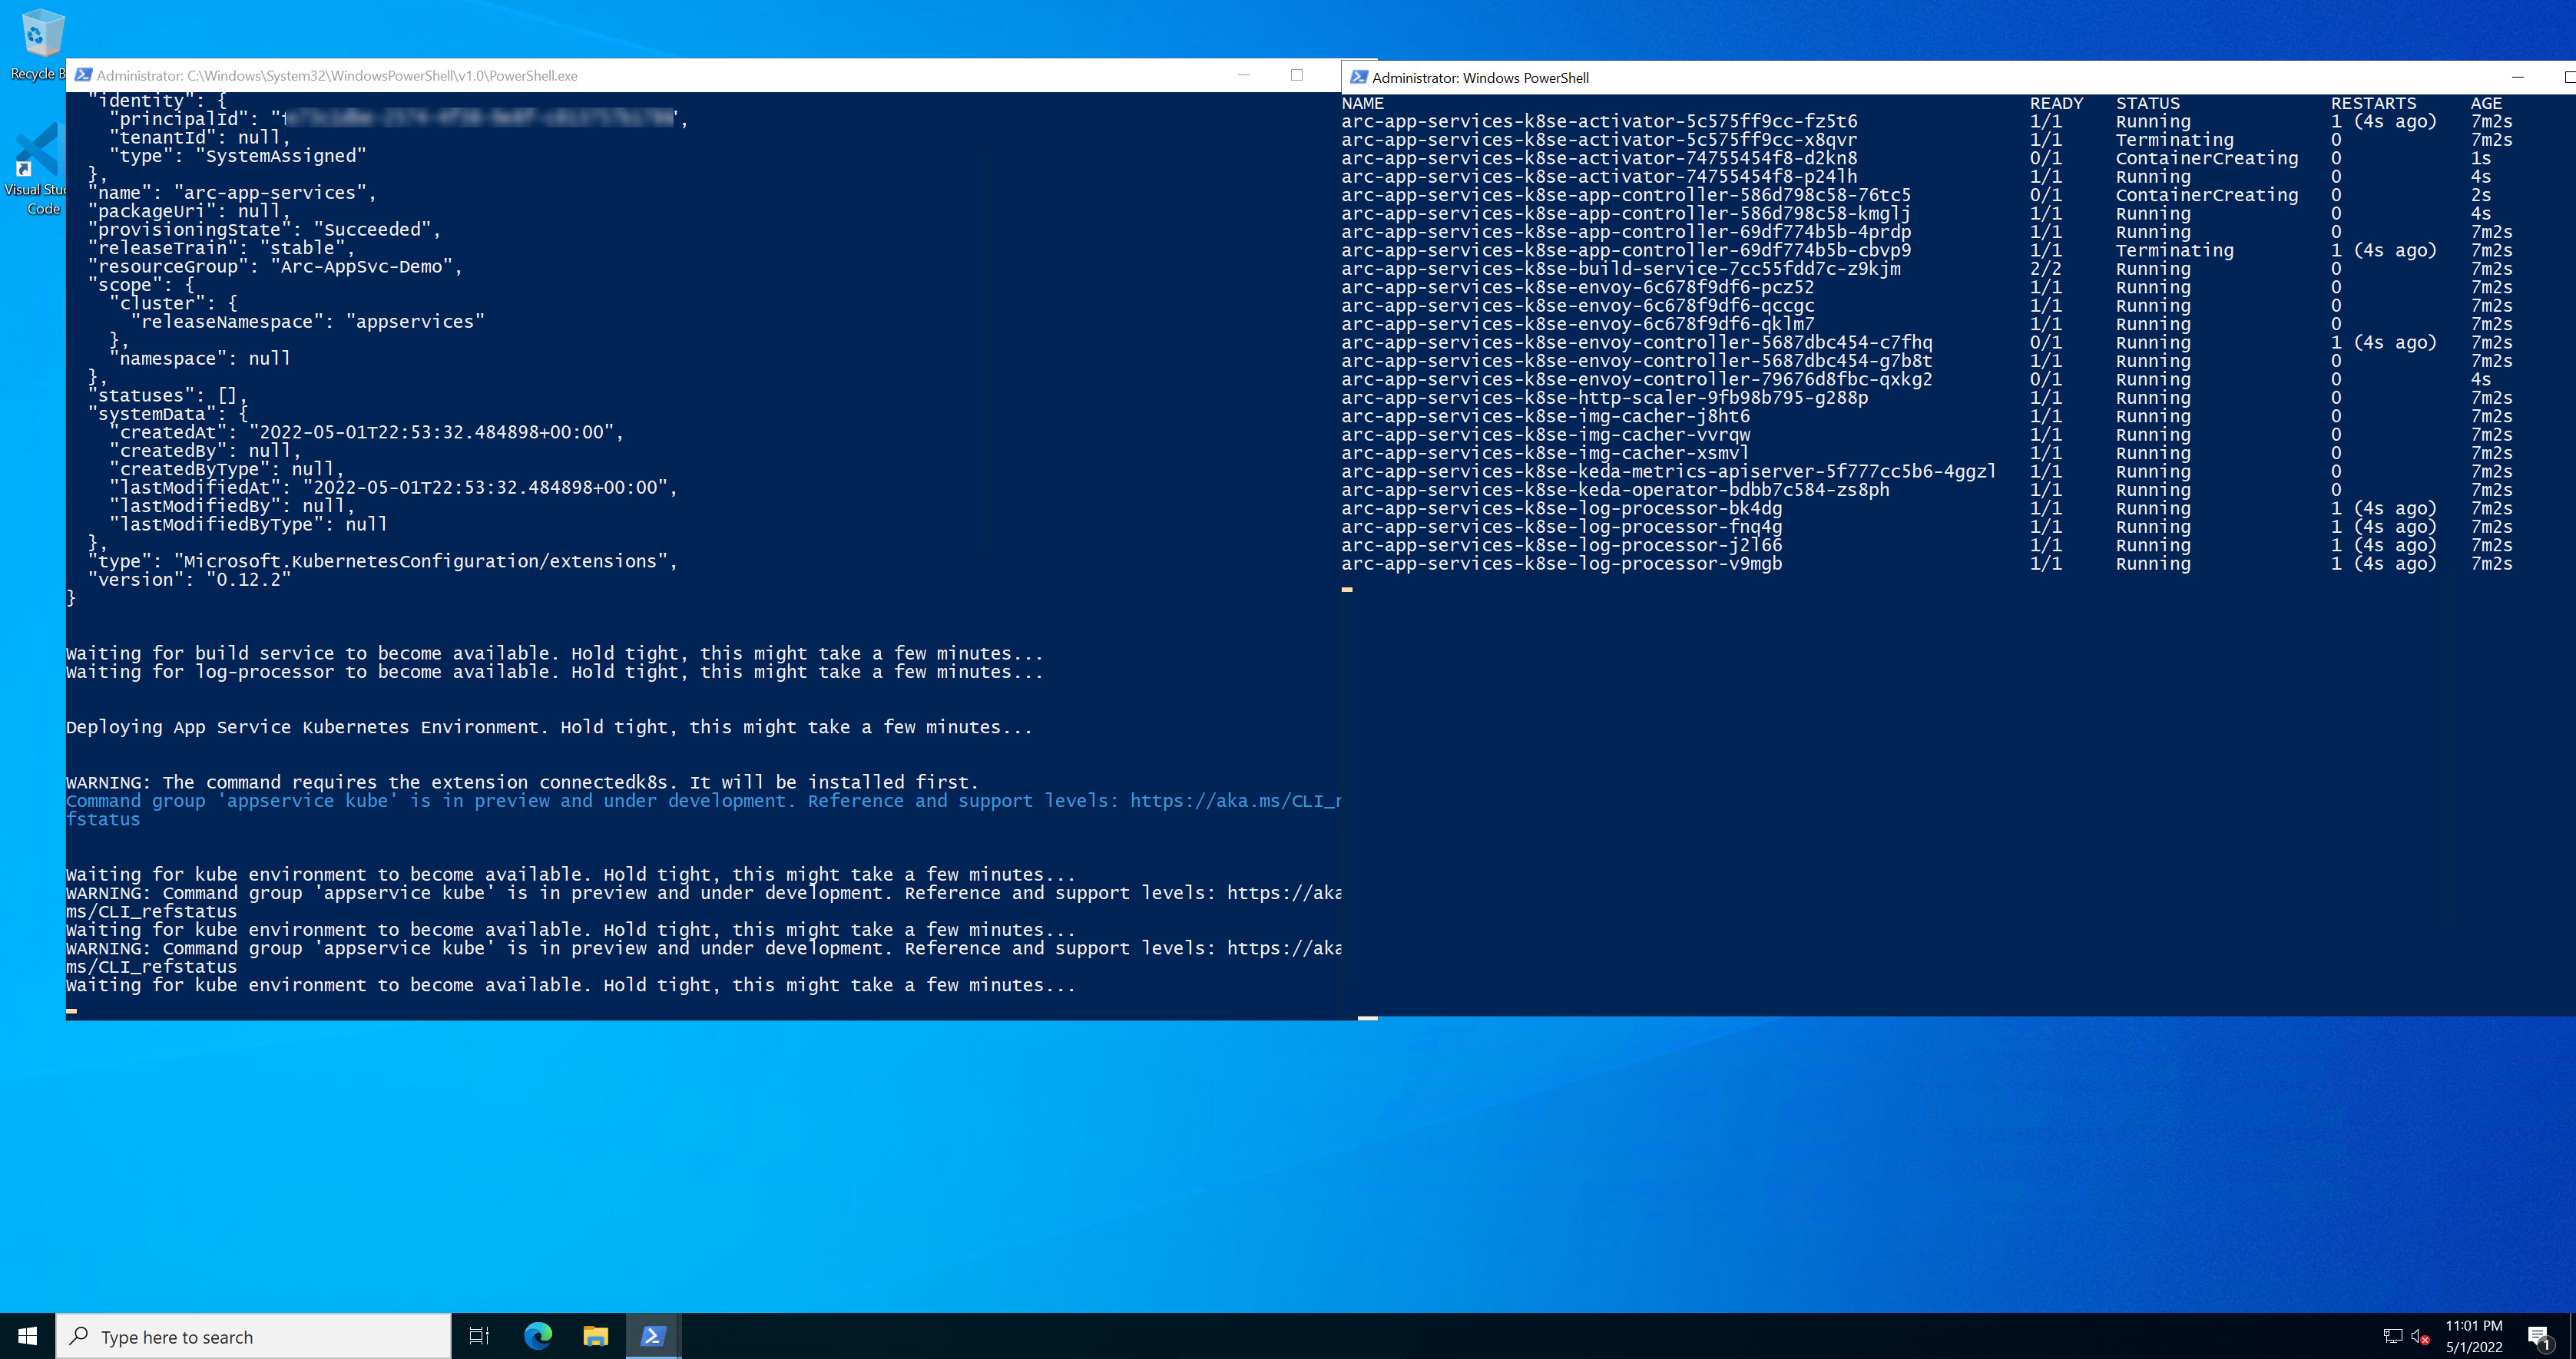 Recycle B
Visual Stu
Code
Administrator: C:\Windows\System32\WindowsPowerShell\v1.0\PowerShell.exe
"identity": {
"principalId": "
"tenantId": null,
"type": "SystemAssigned"
},
"name": "arc-app-services",
"packageUri": null,
"provisioningState": "Succeeded",
"releaseTrain": "stable",
"resourceGroup": "Arc-AppSvc-Demo",
"scope": {
"cluster": {
"releaseNamespace": "appservices"
},
"namespace": null
},
"statuses": [],
"systemData": {
"createdAt": "2022-05-01T22:53:32.484898+00:00",
"createdBy": null,
"createdByType": null,
"lastModifiedAt": "2022-05-01T22:53:32.484898+00:00",
"lastModifiedBy": null,
"lastModifiedByType": null
},
"type": "Microsoft.KubernetesConfiguration/extensions",
"version": "0.12.2"
}
Waiting for build service to become available. Hold tight, this might take a few minutes...
Waiting for log-processor to become available. Hold tight, this might take a few minutes...
Deploying App Service Kubernetes Environment. Hold tight, this might take a few minutes...
WARNING: The command requires the extension connectedk8s. It will be installed first.
Command group 'appservice kube' is in preview and under development. Reference and support levels: https://aka.ms/CLI_r
fstatus
Waiting for kube environment to become available. Hold tight, this might take a few minutes...
WARNING: Command group 'appservice kube' is in preview and under development. Reference and support levels: https://aka
ms/CLI_refstatus
Waiting for kube environment to become available. Hold tight, this might take a few minutes...
WARNING: Command group 'appservice kube' is in preview and under development. Reference and support levels: https://aka
ms/CLI_refstatus
Waiting for kube environment to become available. Hold tight, this might take a few minutes...
Administrator: Windows PowerShell
NAME READY STATUS RESTARTS AGE
arc-app-services-k8se-activator-5c575ff9cc-fz5t6 1/1 Running 1 (4s ago) 7m2s
arc-app-services-k8se-activator-5c575ff9cc-x8qvr 1/1 Terminating 0 7m2s
arc-app-services-k8se-activator-74755454f8-d2kn8 0/1 ContainerCreating 0 1s
arc-app-services-k8se-activator-74755454f8-p24lh 1/1 Running 0 4s
arc-app-services-k8se-app-controller-586d798c58-76tc5 0/1 ContainerCreating 0 2s
arc-app-services-k8se-app-controller-586d798c58-kmglj 1/1 Running 0 4s
arc-app-services-k8se-app-controller-69df774b5b-4prdp 1/1 Running 0 7m2s
arc-app-services-k8se-app-controller-69df774b5b-cbvp9 1/1 Terminating 1 (4s ago) 7m2s
arc-app-services-k8se-build-service-7cc55fdd7c-z9kjm 2/2 Running 0 7m2s
arc-app-services-k8se-envoy-6c678f9df6-pcz52 1/1 Running 0 7m2s
arc-app-services-k8se-envoy-6c678f9df6-qccgc 1/1 Running 0 7m2s
arc-app-services-k8se-envoy-6c678f9df6-qklm7 1/1 Running 0 7m2s
arc-app-services-k8se-envoy-controller-5687dbc454-c7fhq 0/1 Running 1 (4s ago) 7m2s
arc-app-services-k8se-envoy-controller-5687dbc454-g7b8t 1/1 Running 0 7m2s
arc-app-services-k8se-envoy-controller-79676d8fbc-qxkg2 0/1 Running 0 4s
arc-app-services-k8se-http-scaler-9fb98b795-g288p 1/1 Running 0 7m2s
arc-app-services-k8se-img-cacher-j8ht6 1/1 Running 0 7m2s
arc-app-services-k8se-img-cacher-vvrqw 1/1 Running 0 7m2s
arc-app-services-k8se-img-cacher-xsmvl 1/1 Running 0 7m2s
arc-app-services-k8se-keda-metrics-apiserver-5f777cc5b6-4ggzl 1/1 Running 0 7m2s
arc-app-services-k8se-keda-operator-bdbb7c584-zs8ph 1/1 Running 0 7m2s
arc-app-services-k8se-log-processor-bk4dg 1/1 Running 1 (4s ago) 7m2s
arc-app-services-k8se-log-processor-fnq4g 1/1 Running 1 (4s ago) 7m2s
arc-app-services-k8se-log-processor-j2l66 1/1 Running 1 (4s ago) 7m2s
arc-app-services-k8se-log-processor-v9mgb 1/1 Running 1 (4s ago) 7m2s
Type here to search
11:01 PM
5/1/2022
1